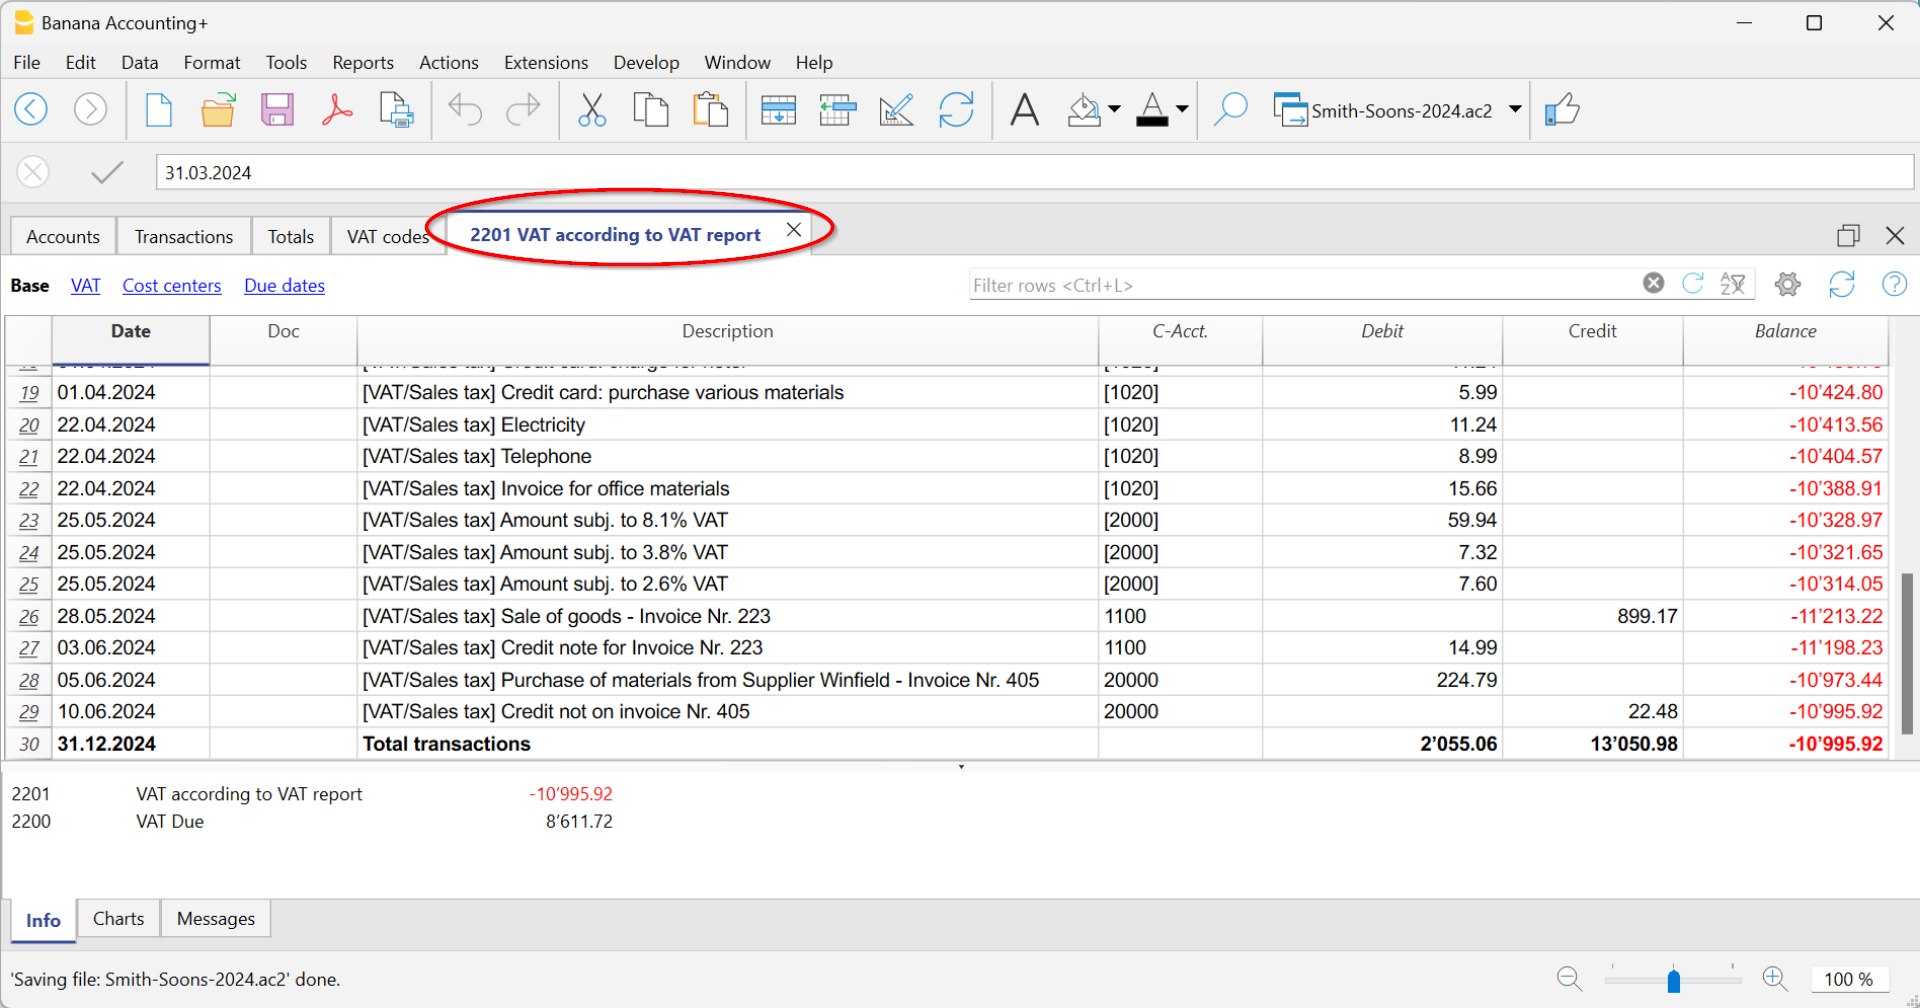 Banana Accounting+
File Edit Data Format Tools Reports Actions Extensions Develop Window Help
Smith-Soons-2024.ac2
31.03.2024
Accounts Transactions Totals VAT codes 2201 VAT according to VAT report
Base VAT Cost centers Due dates Filter rows <Ctrl+L>
Date Doc Description C-Acct. Debit Credit Balance
19 01.04.2024 [VAT/Sales tax] Credit card: purchase various materials [1020] 5.99 -10'424.80
20 22.04.2024 [VAT/Sales tax] Electricity [1020] 11.24 -10'413.56
21 22.04.2024 [VAT/Sales tax] Telephone [1020] 8.99 -10'404.57
22 22.04.2024 [VAT/Sales tax] Invoice for office materials [1020] 15.66 -10'388.91
23 25.05.2024 [VAT/Sales tax] Amount subj. to 8.1% VAT [2000] 59.94 -10'328.97
24 25.05.2024 [VAT/Sales tax] Amount subj. to 3.8% VAT [2000] 7.32 -10'321.65
25 25.05.2024 [VAT/Sales tax] Amount subj. to 2.6% VAT [2000] 7.60 -10'314.05
26 28.05.2024 [VAT/Sales tax] Sale of goods - Invoice Nr. 223 1100 899.17 -11'213.22
27 03.06.2024 [VAT/Sales tax] Credit note for Invoice Nr. 223 1100 14.99 -11'198.23
28 05.06.2024 [VAT/Sales tax] Purchase of materials from Supplier Winfield - Invoice Nr. 405 20000 224.79 -10'973.44
29 10.06.2024 [VAT/Sales tax] Credit not on invoice Nr. 405 20000 22.48 -10'995.92
30 31.12.2024 Total transactions 2'055.06 13'050.98 -10'995.92
2201 VAT according to VAT report -10'995.92
2200 VAT Due 8'611.72
Info Charts Messages
'Saving file: Smith-Soons-2024.ac2' done. 100 %